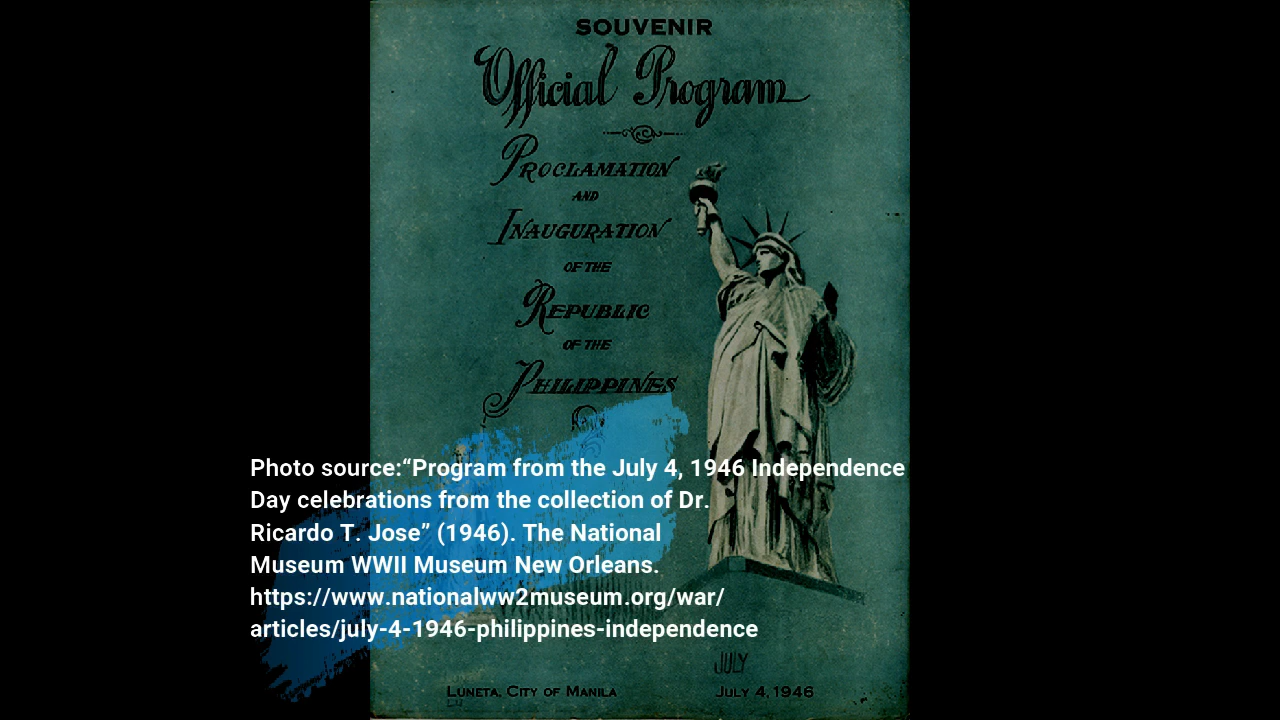 SOUVENIR
Official Program
PROCLAMATION
AND
INAUGURATION
OF THE
REPUBLIC
OF THE
PHILIPPINES
Photo source:“Program from the July 4, 1946 Independence
Day celebrations from the collection of Dr.
Ricardo T. Jose” (1946). The National
Museum WWII Museum New Orleans.
https://www.nationalww2museum.org/war/
articles/july-4-1946-philippines-independence
JULY
LUNETA, CITY OF MANILA
JULY 4, 1946